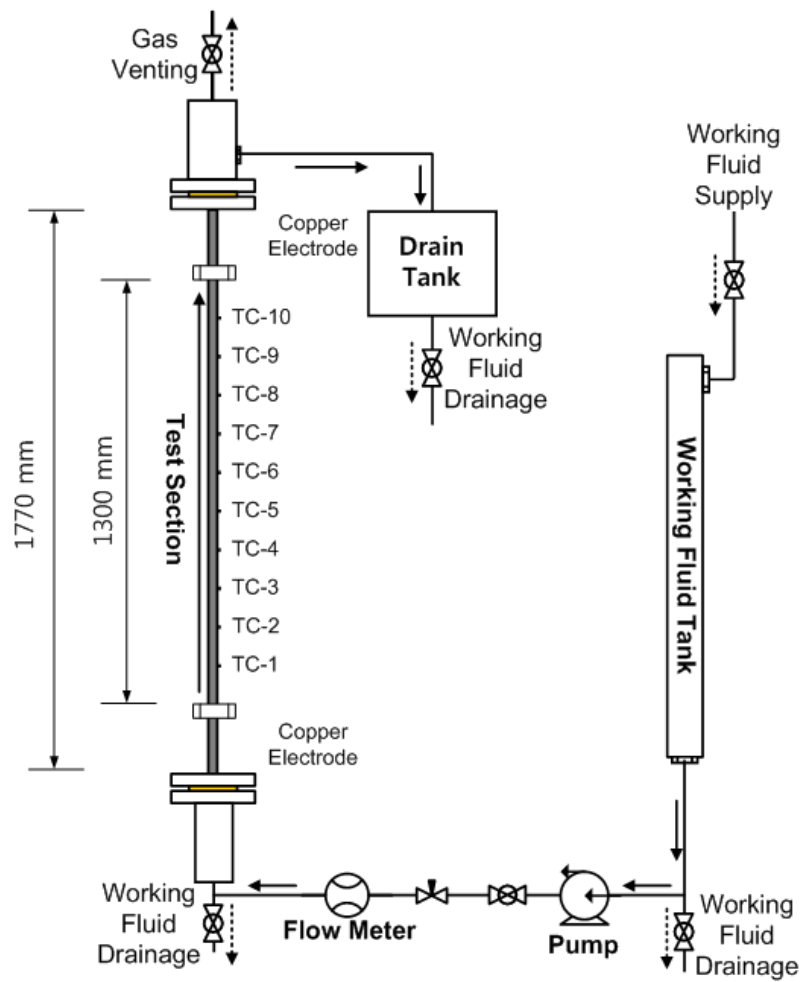 Gas
Venting
Working
Fluid
Supply
Copper
Electrode
Drain
Tank
TC-10
TC-9
TC-8
TC-7
TC-6
TC-5
TC-4
TC-3
TC-2
TC-1
Working
Fluid
Drainage
1770 mm
1300 mm
Test Section
Working Fluid Tank
Copper
Electrode
Working
Fluid
Drainage
Flow Meter
Pump
Working
Fluid
Drainage